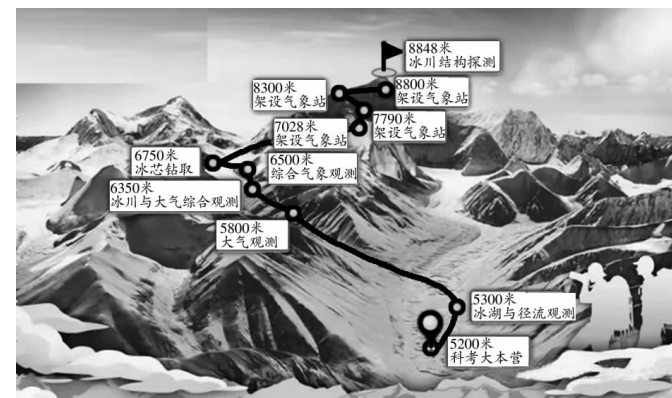 8848米
冰川结构探测
8300米
架设气象站
8800米
架设气象站
7790米
架设气象站
7028米
架设气象站
6750米
冰芯钻取
6500米
综合气象观测
6350米
冰川与大气综合观测
5800米
大气观测
5300米
冰湖与径流观测
5200米
科考大本营